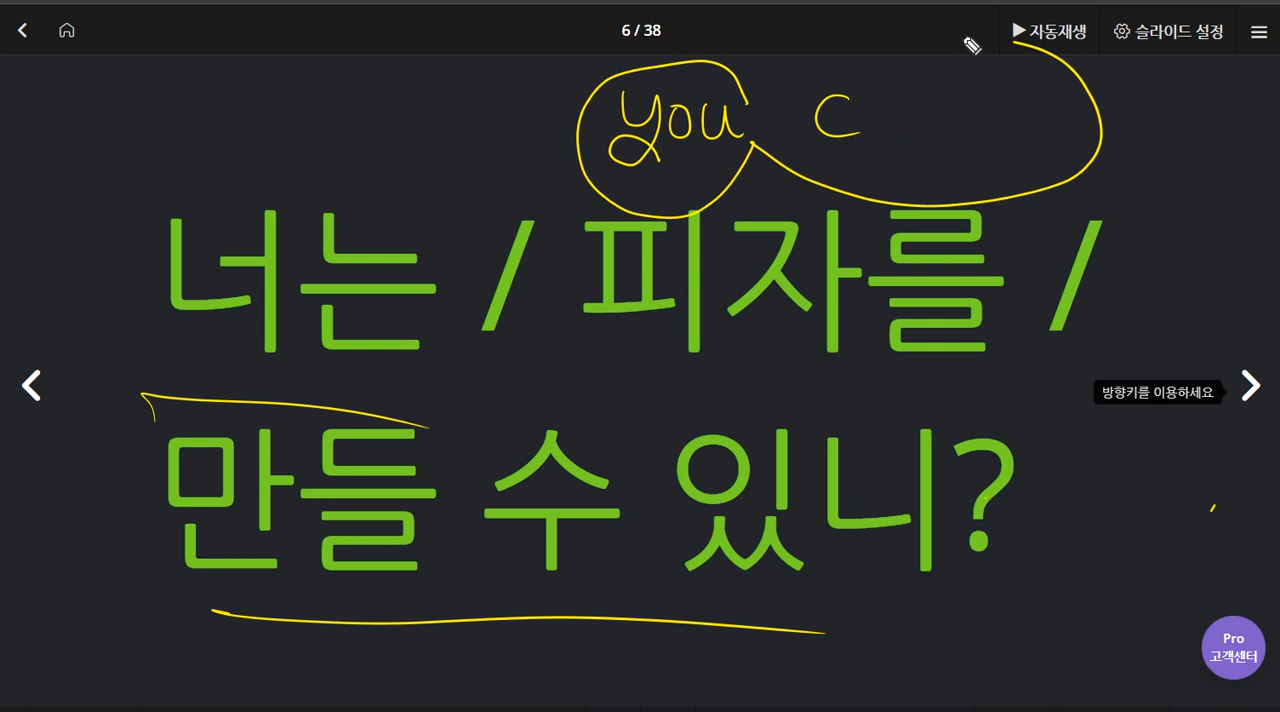 6 / 38
자동재생
슬라이드 설정
you c
너는 / 피자를 /
만들 수 있니?
방향키를 이용하세요
Pro
고객센터